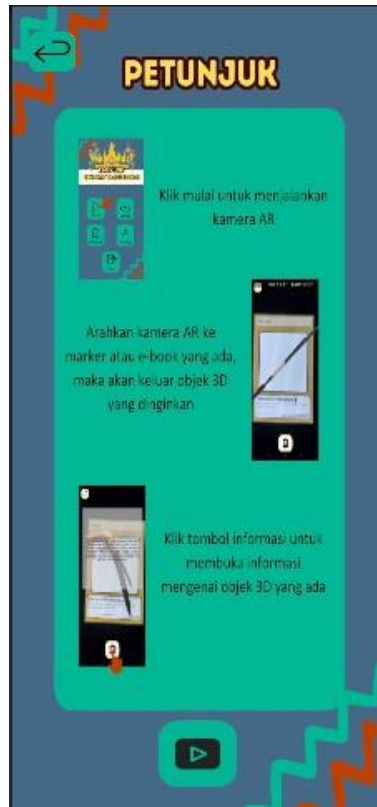 PETUNJUK
Klik mulai untuk menjalankan
kamera AR
Arahkan kamera AR ke
marker atau e-book yang ada,
maka akan keluar objek 3D
yang dinginkan
Klik tombol informasi untuk
membuka informasi
mengenai objek 3D yang ada